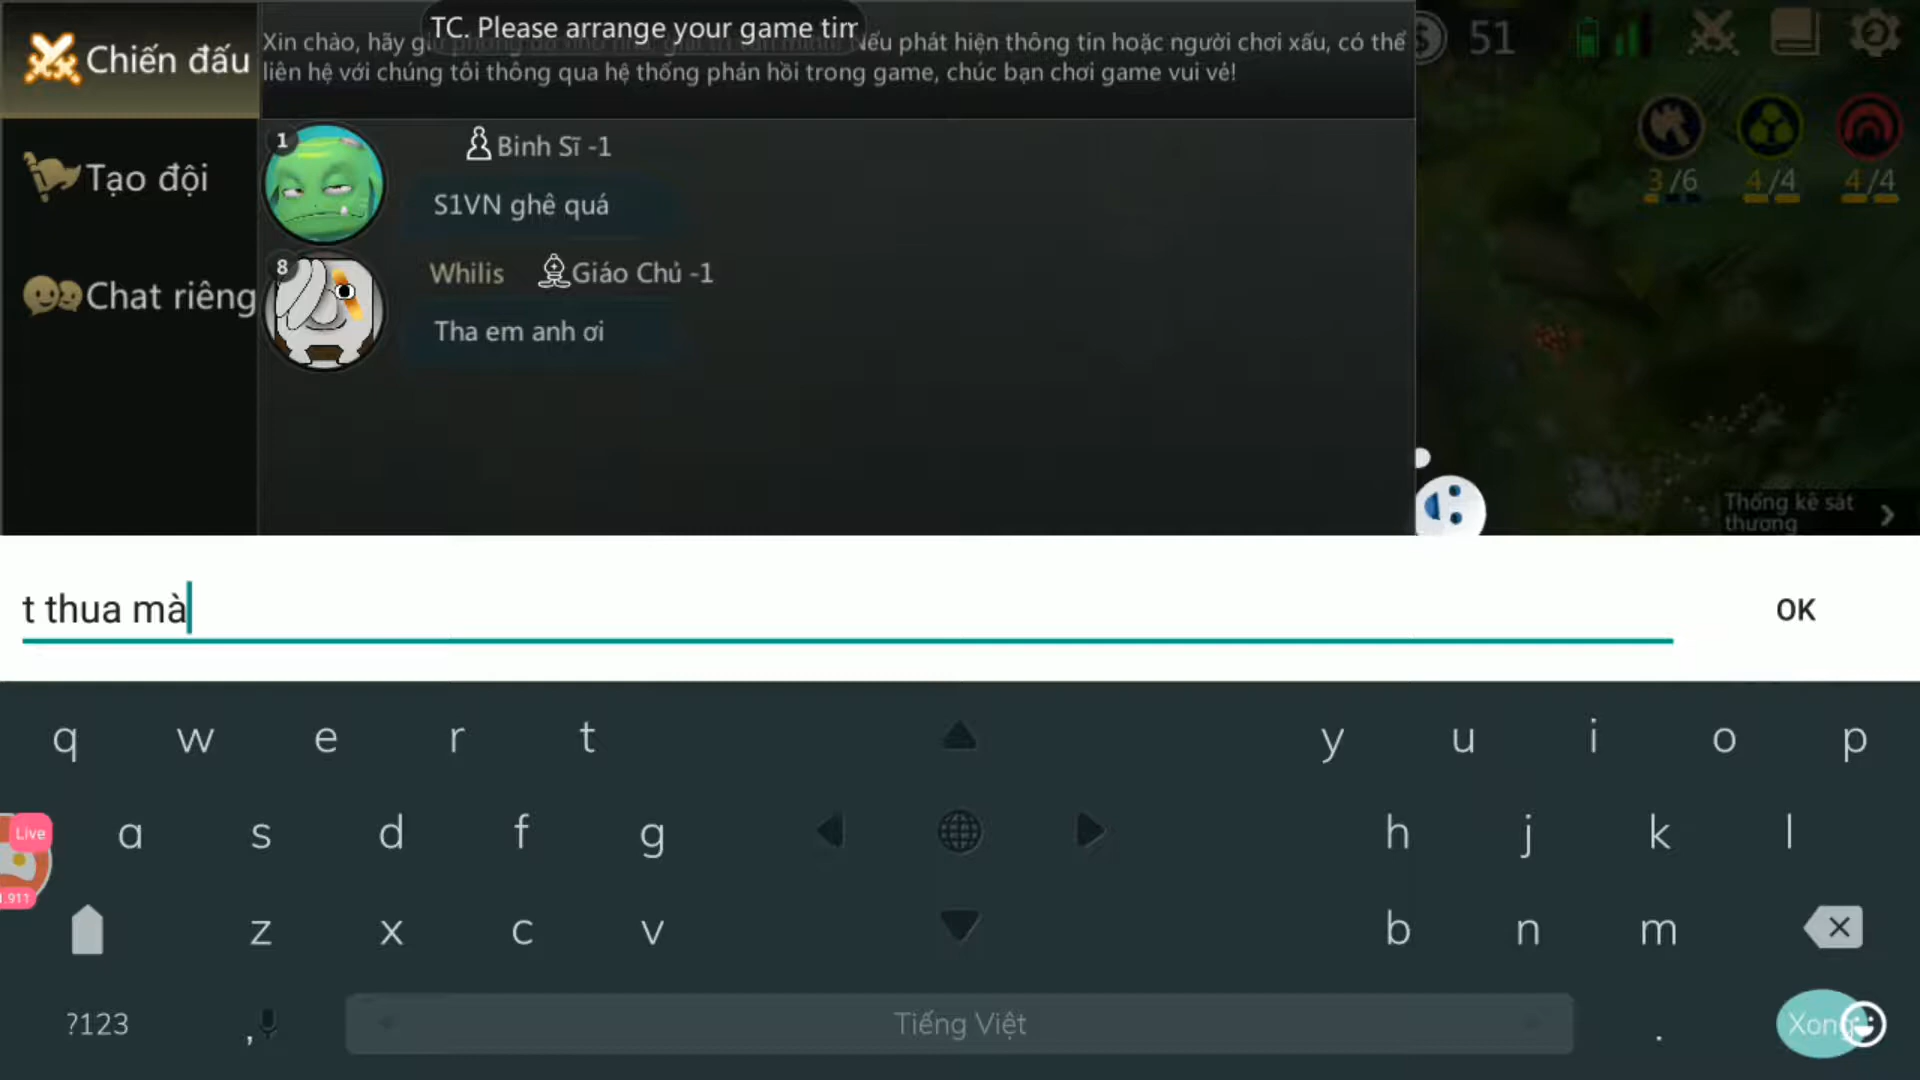 TC. Please arrange your game tim
51
Chiến đấu
Xin chào, hãy giữ
Nếu phát hiện thông tin hoặc người chơi xấu, có thể
liên hệ với chúng tôi thông qua hệ thống phản hồi trong game, chúc bạn chơi game vui vẻ!
1
Binh Sĩ -1
Tạo đội
3/6
4/4
4/4
S1VN ghê quá
8
Whilis
Giáo Chủ -1
Chat riêng
Tha em anh ơi
Thống kê sát
thương
t thua mà
OK
q w e r t y u i o p
Live
a s d f g h j k l
.911
z x c v b n m
?123
,
Tiếng Việt
.
Xong